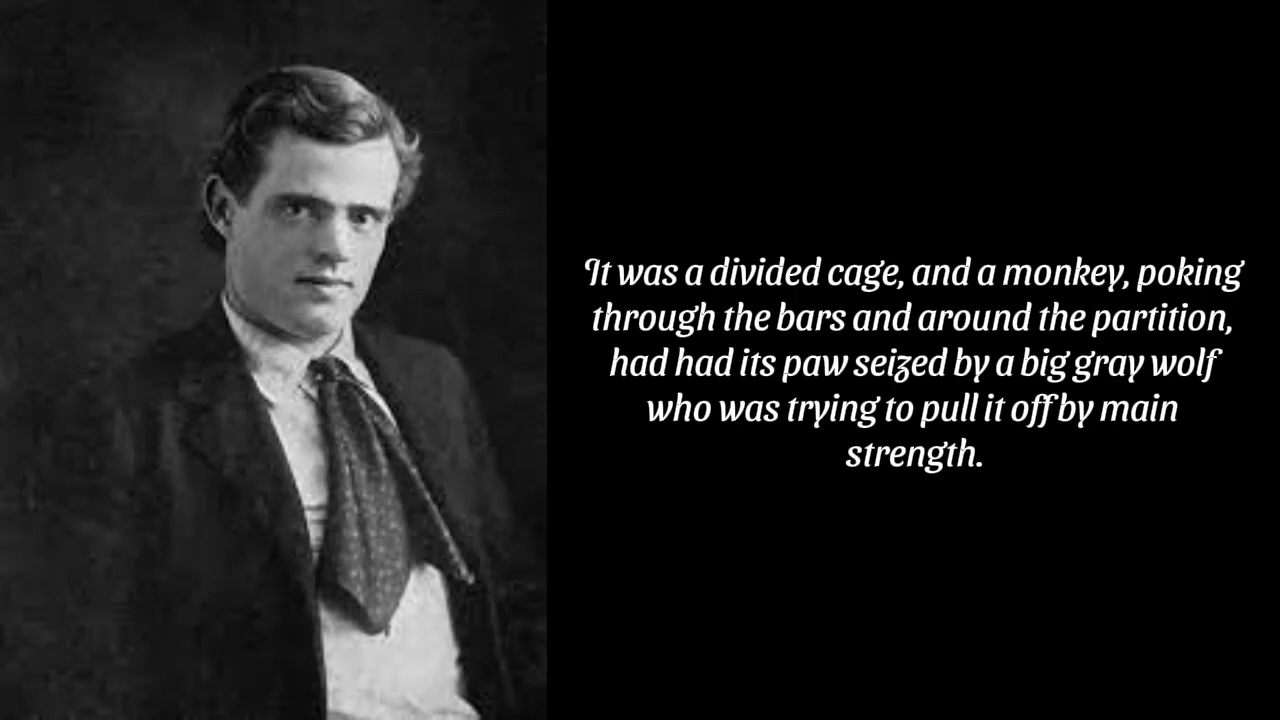 It was a divided cage, and a monkey, poking
through the bars and around the partition,
had had its paw seized by a big gray wolf
who was trying to pull it off by main
strength.